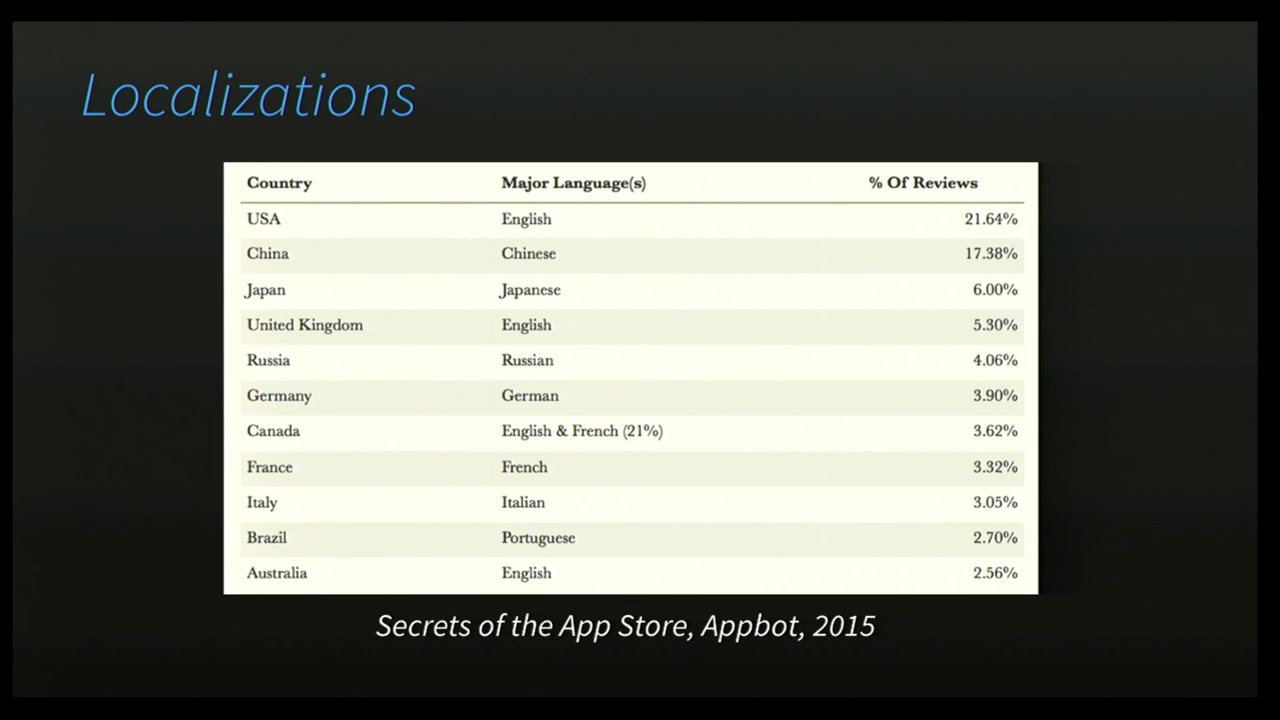 Localizations
Country Major Language(s) % Of Reviews
USA English 21.64%
China Chinese 17.38%
Japan Japanese 6.00%
United Kingdom English 5.30%
Russia Russian 4.06%
Germany German 3.90%
Canada English & French (21%) 3.62%
France French 3.32%
Italy Italian 3.05%
Brazil Portuguese 2.70%
Australia English 2.56%
Secrets of the App Store, Appbot, 2015